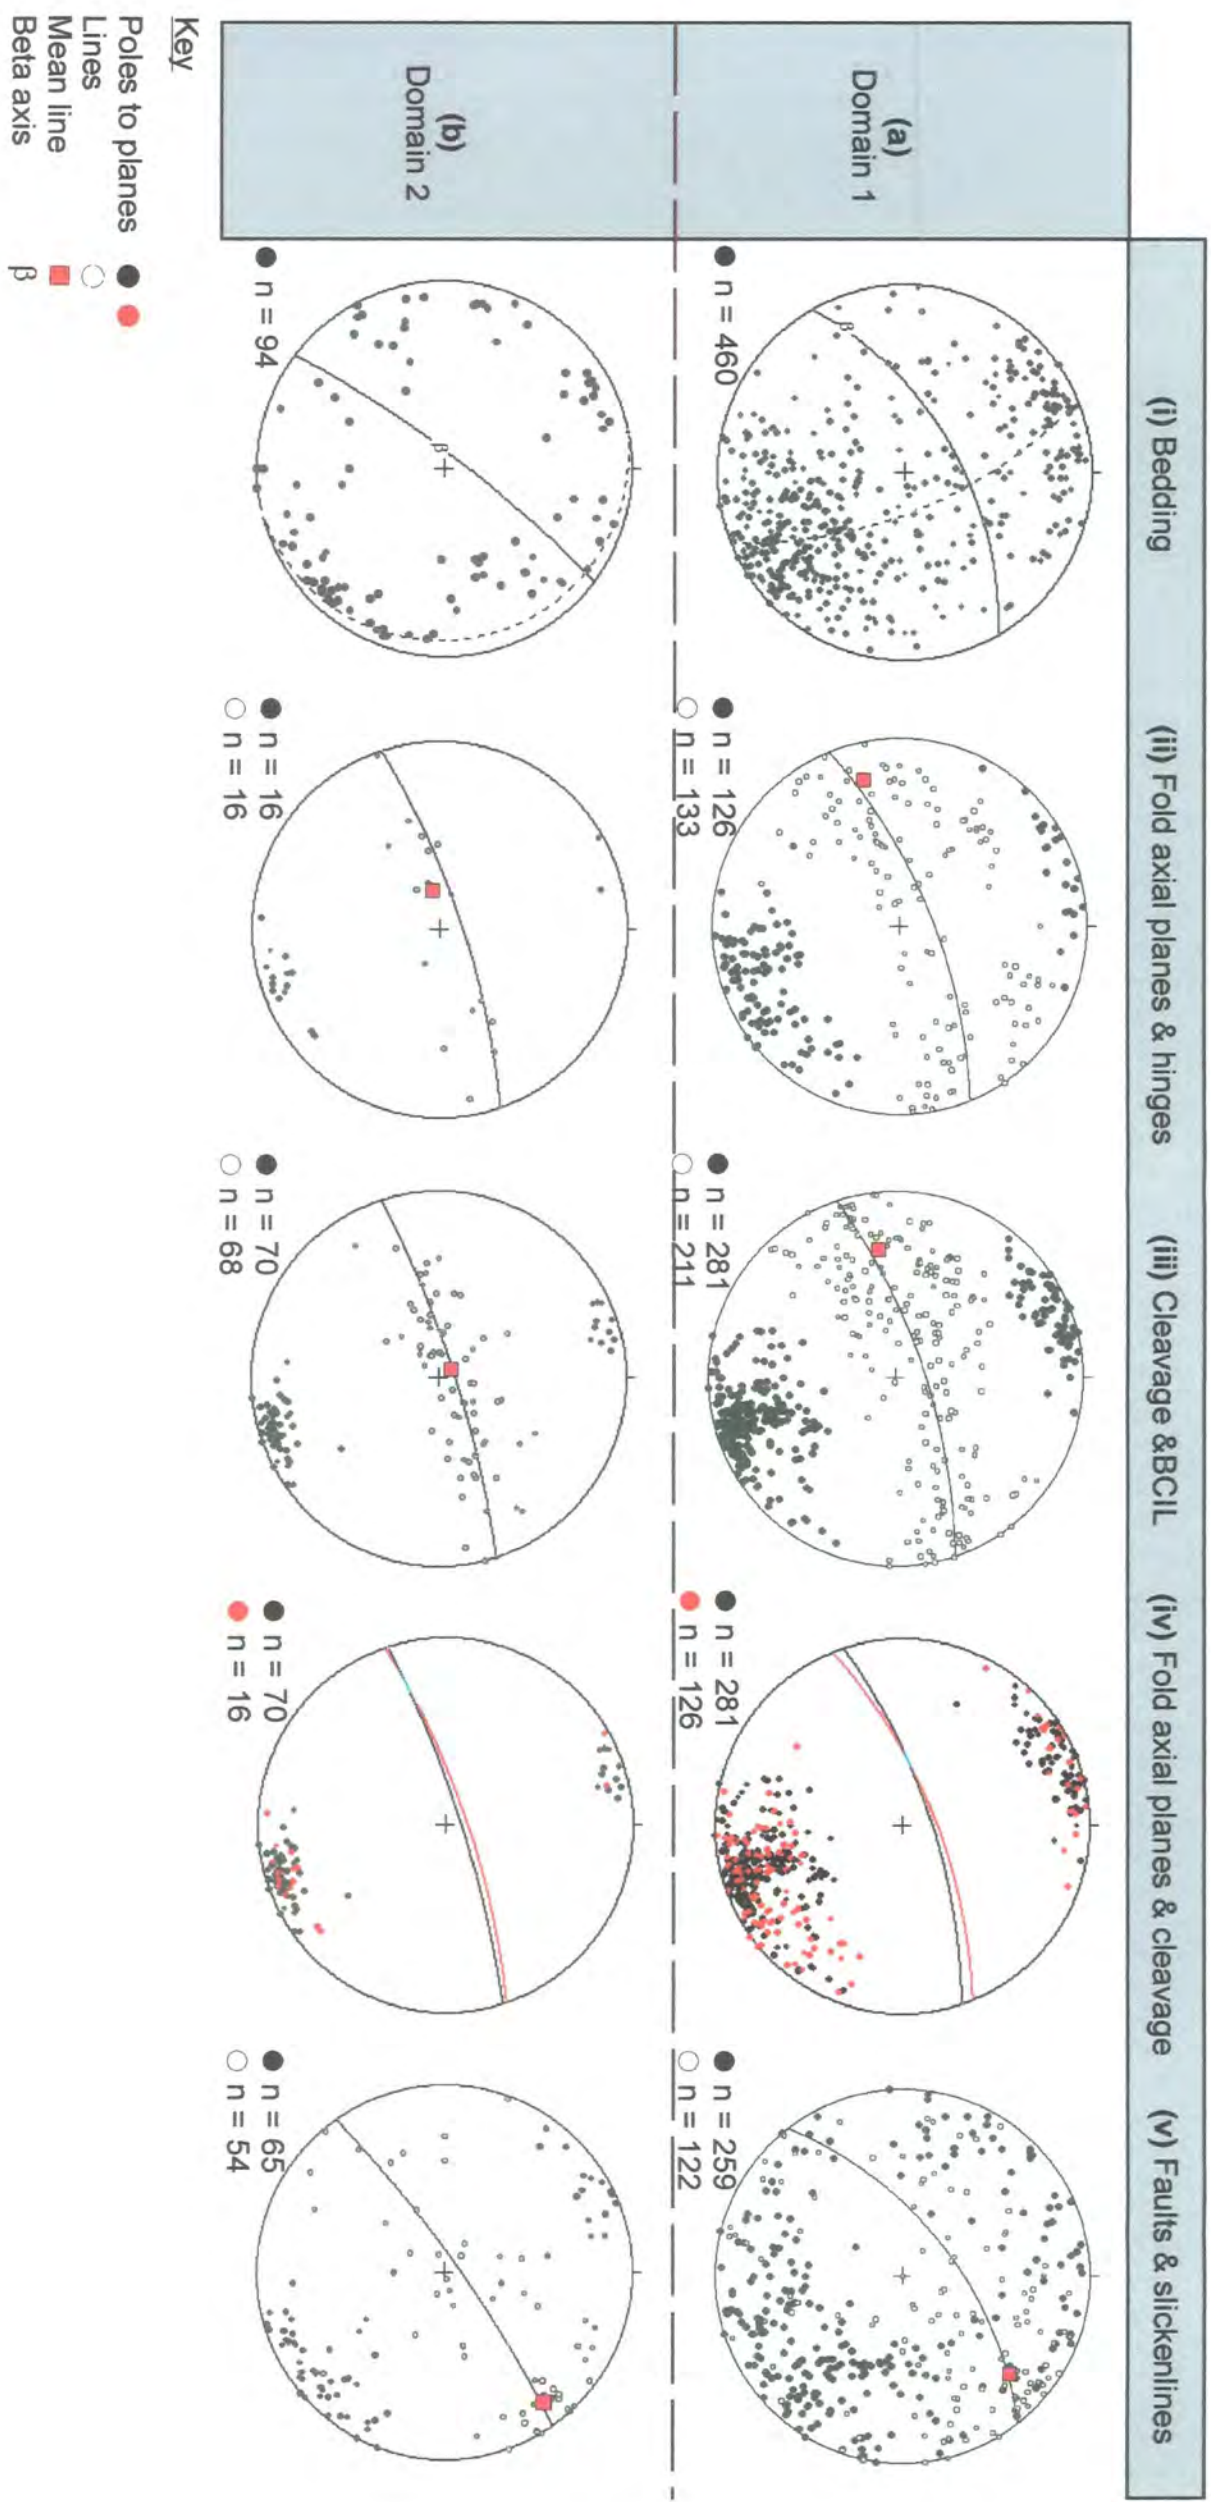 (i) Bedding
(ii) Fold axial planes & hinges
(iii) Cleavage &BCIL
(iv) Fold axial planes & cleavage
(v) Faults & slickenlines
(a)
Domain 1
β
n = 460
n = 126
n = 133
n = 281
n = 211
n = 281
n = 126
n = 259
n = 122
(b)
Domain 2
β
n = 94
n = 16
n = 16
n = 70
n = 68
n = 70
n = 16
n = 65
n = 54
Key
Poles to planes
Lines
Mean line
Beta axis β